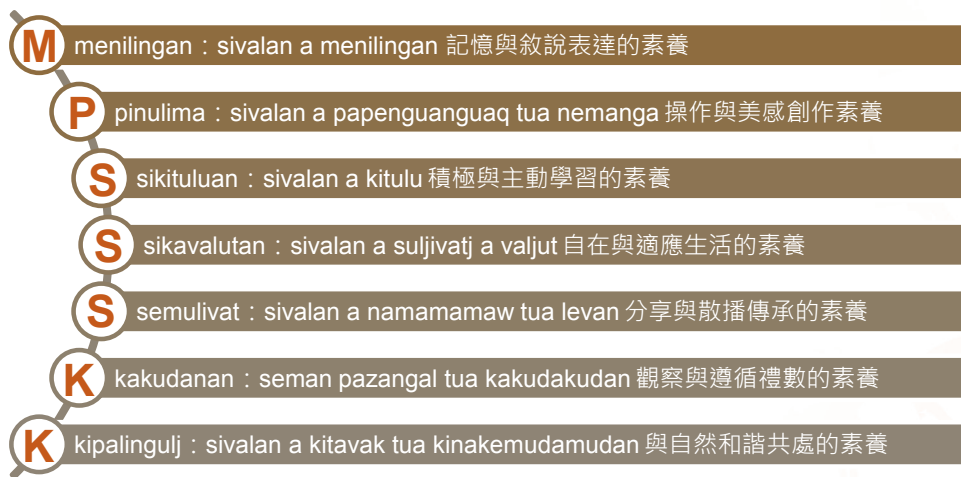 M menilingan：sivalan a menilingan 記憶與敘說表達的素養
P pinulima：sivalan a papenguanguaq tua nemanga 操作與美感創作素養
S sikituluan：sivalan a kitulu 積極與主動學習的素養
S sikavalutan：sivalan a suljivatj a valjut 自在與適應生活的素養
S semulivat：sivalan a namamamaw tua levan 分享與散播傳承的素養
K kakudanan：seman pazangal tua kakudakudan 觀察與遵循禮數的素養
K kipalingulj：sivalan a kitavak tua kinakemudamudan 與自然和諧共處的素養